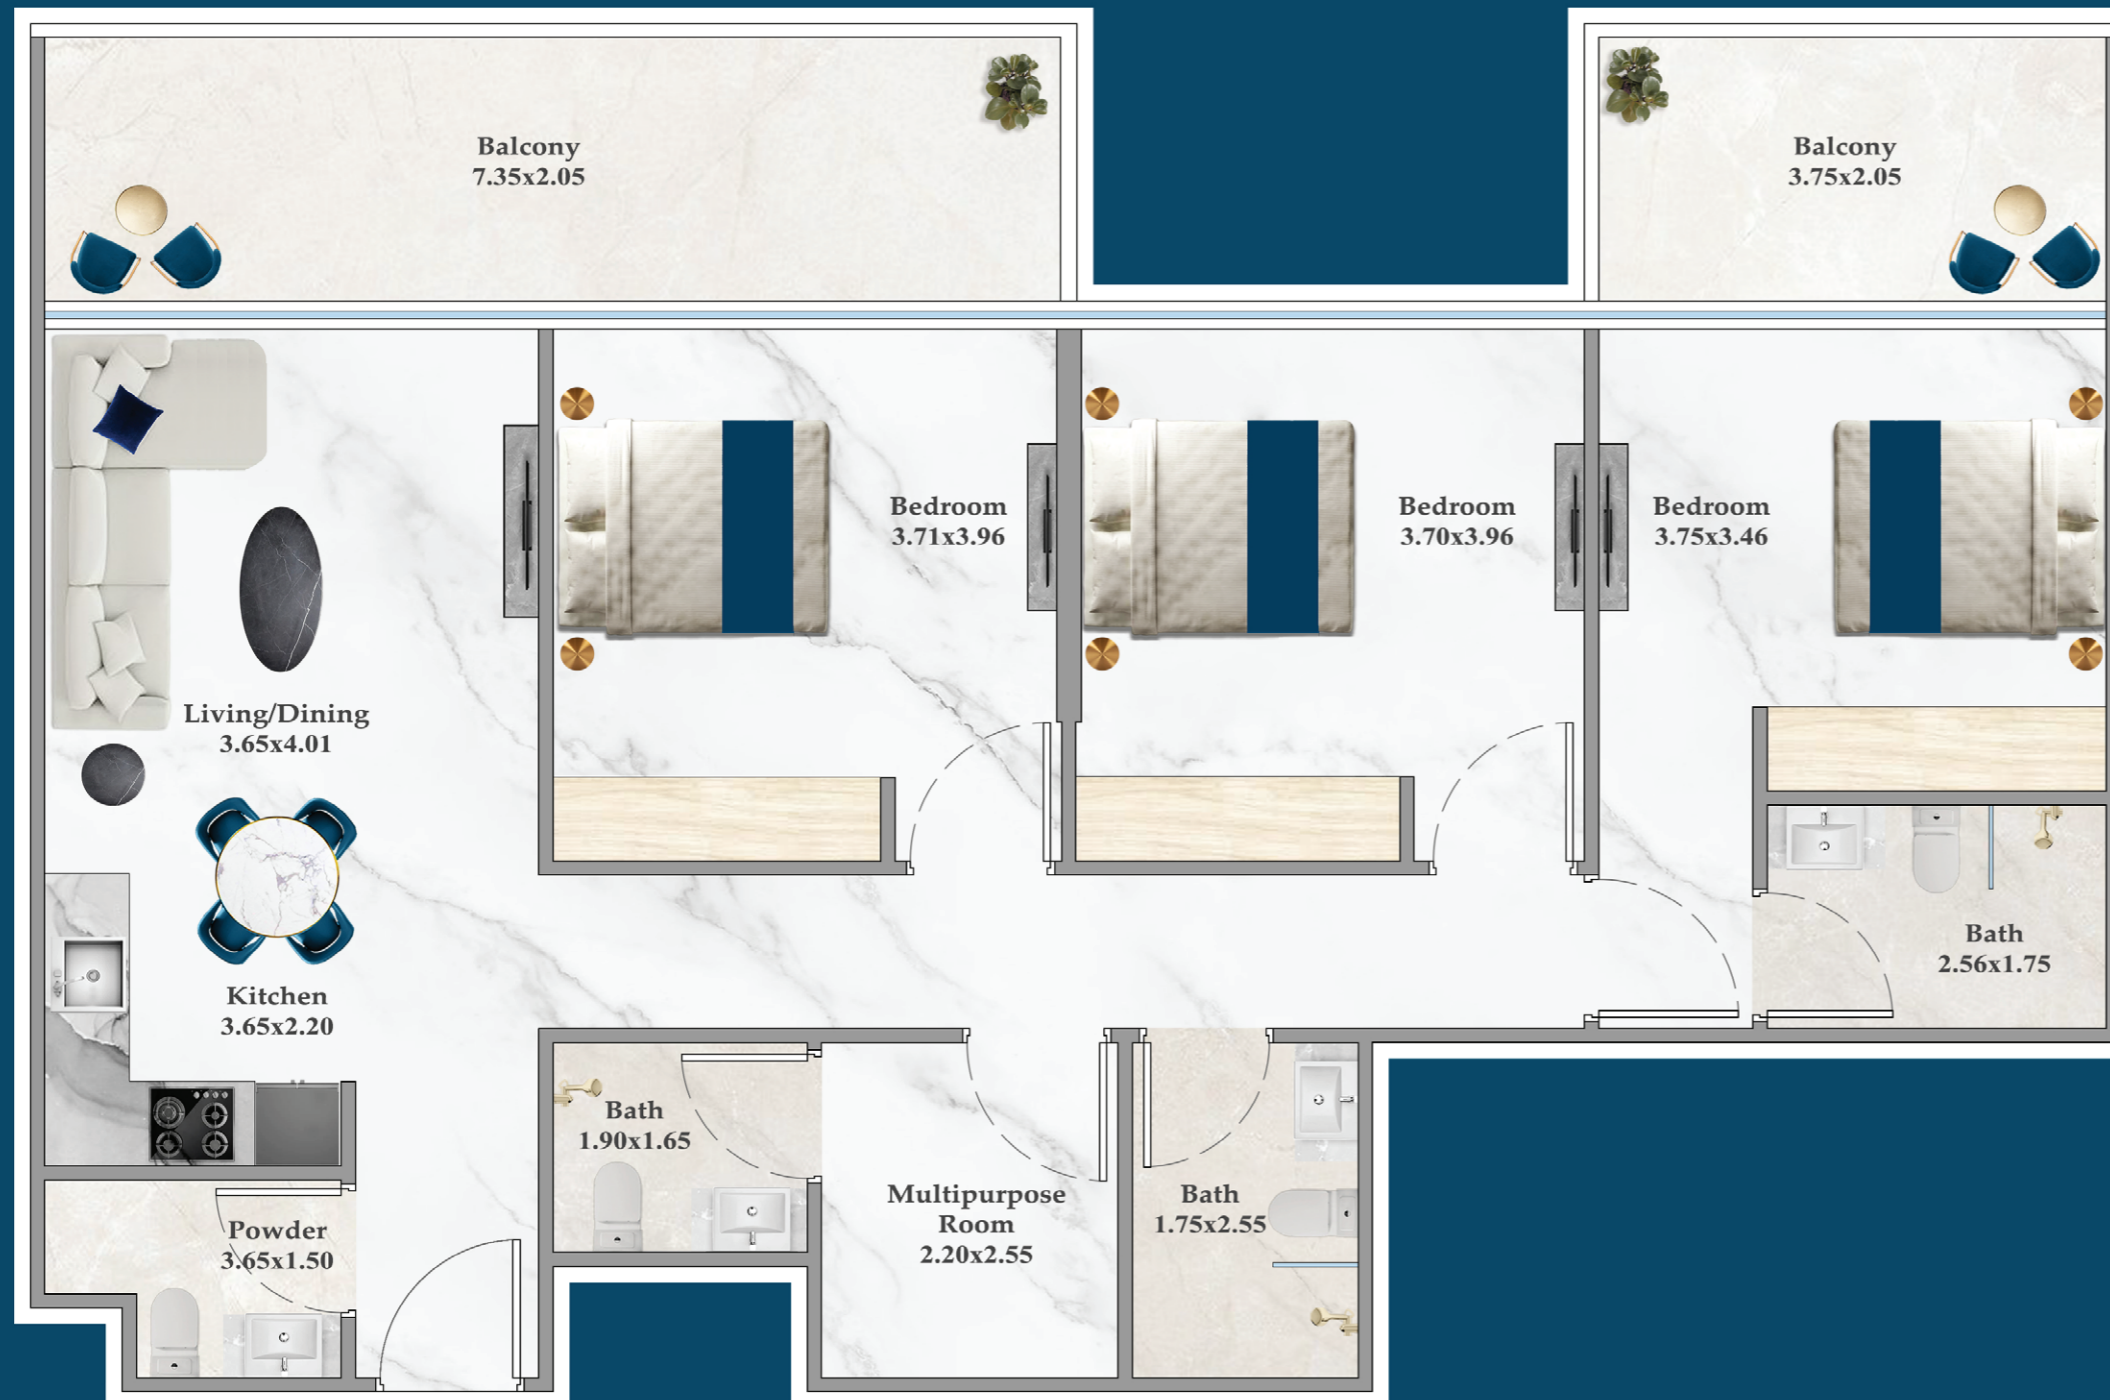 Balcony
7.35x2.05
Balcony
3.75x2.05
Bedroom
3.71x3.96
Bedroom
3.70x3.96
Bedroom
3.75x3.46
Living/Dining
3.65x4.01
Kitchen
3.65x2.20
Bath
2.56x1.75
Bath
1.90x1.65
Multipurpose
Room
2.20x2.55
Bath
1.75x2.55
Powder
3.65x1.50